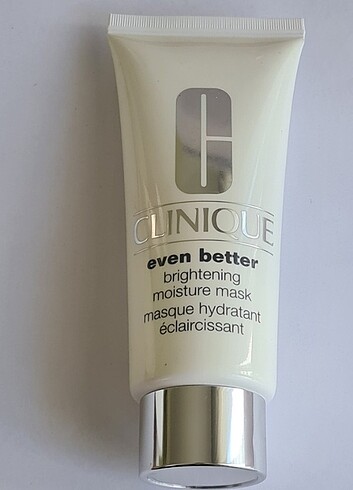 CLINIQUE
even better
brightening
moisture mask
masque hydratant
éclaircissant